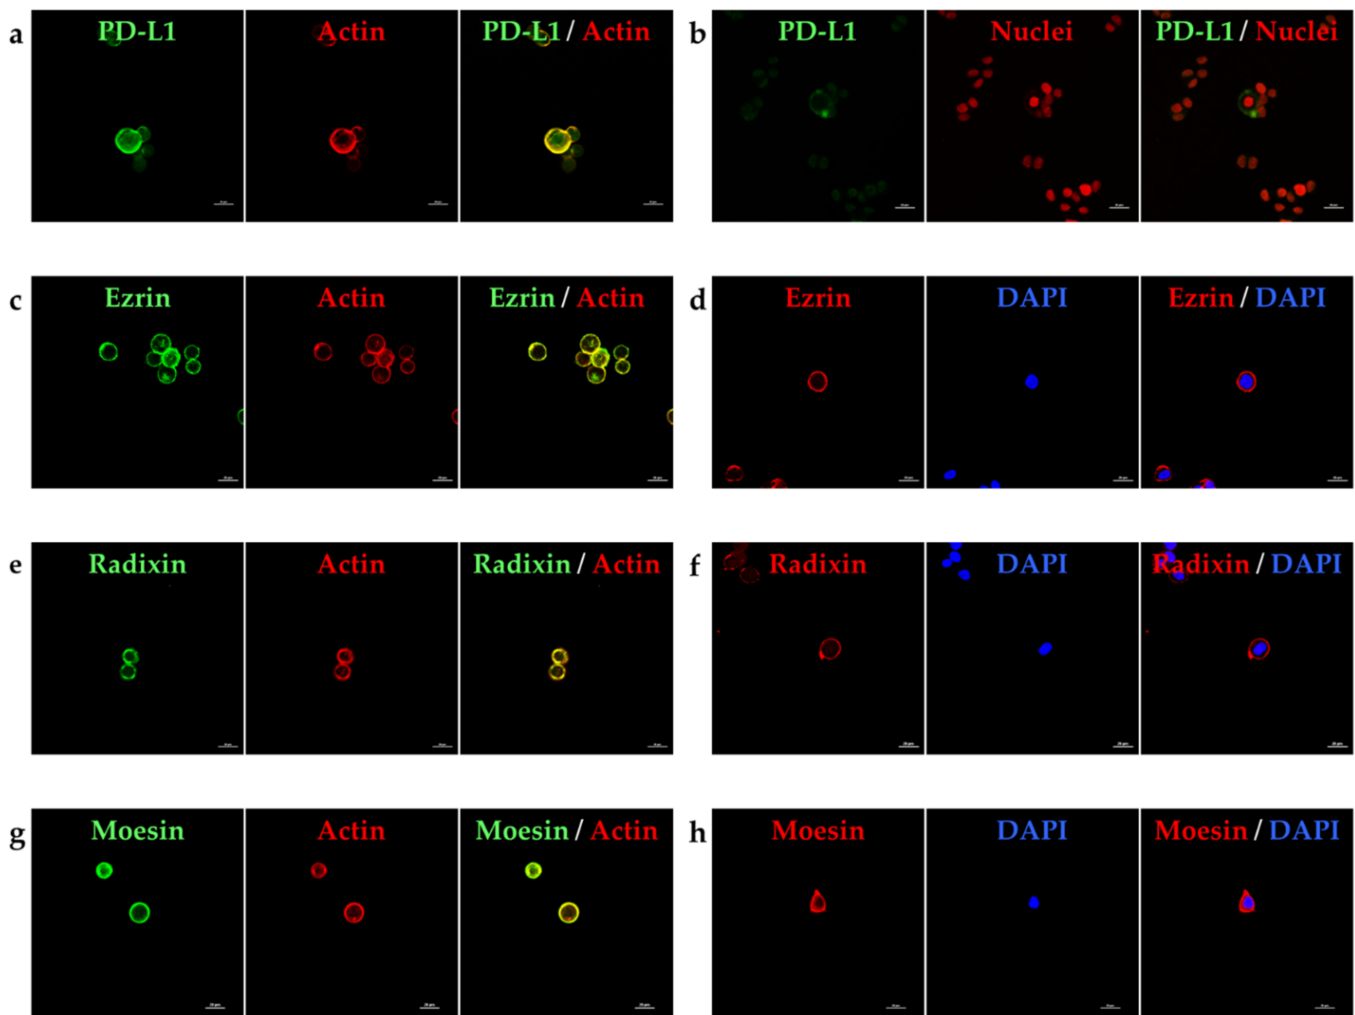 a PD-L1 Actin PD-L1 / Actin
b PD-L1 Nuclei PD-L1 / Nuclei
c Ezrin Actin Ezrin / Actin
d Ezrin DAPI Ezrin / DAPI
e Radixin Actin Radixin / Actin
f Radixin DAPI Radixin / DAPI
g Moesin Actin Moesin / Actin
h Moesin DAPI Moesin / DAPI